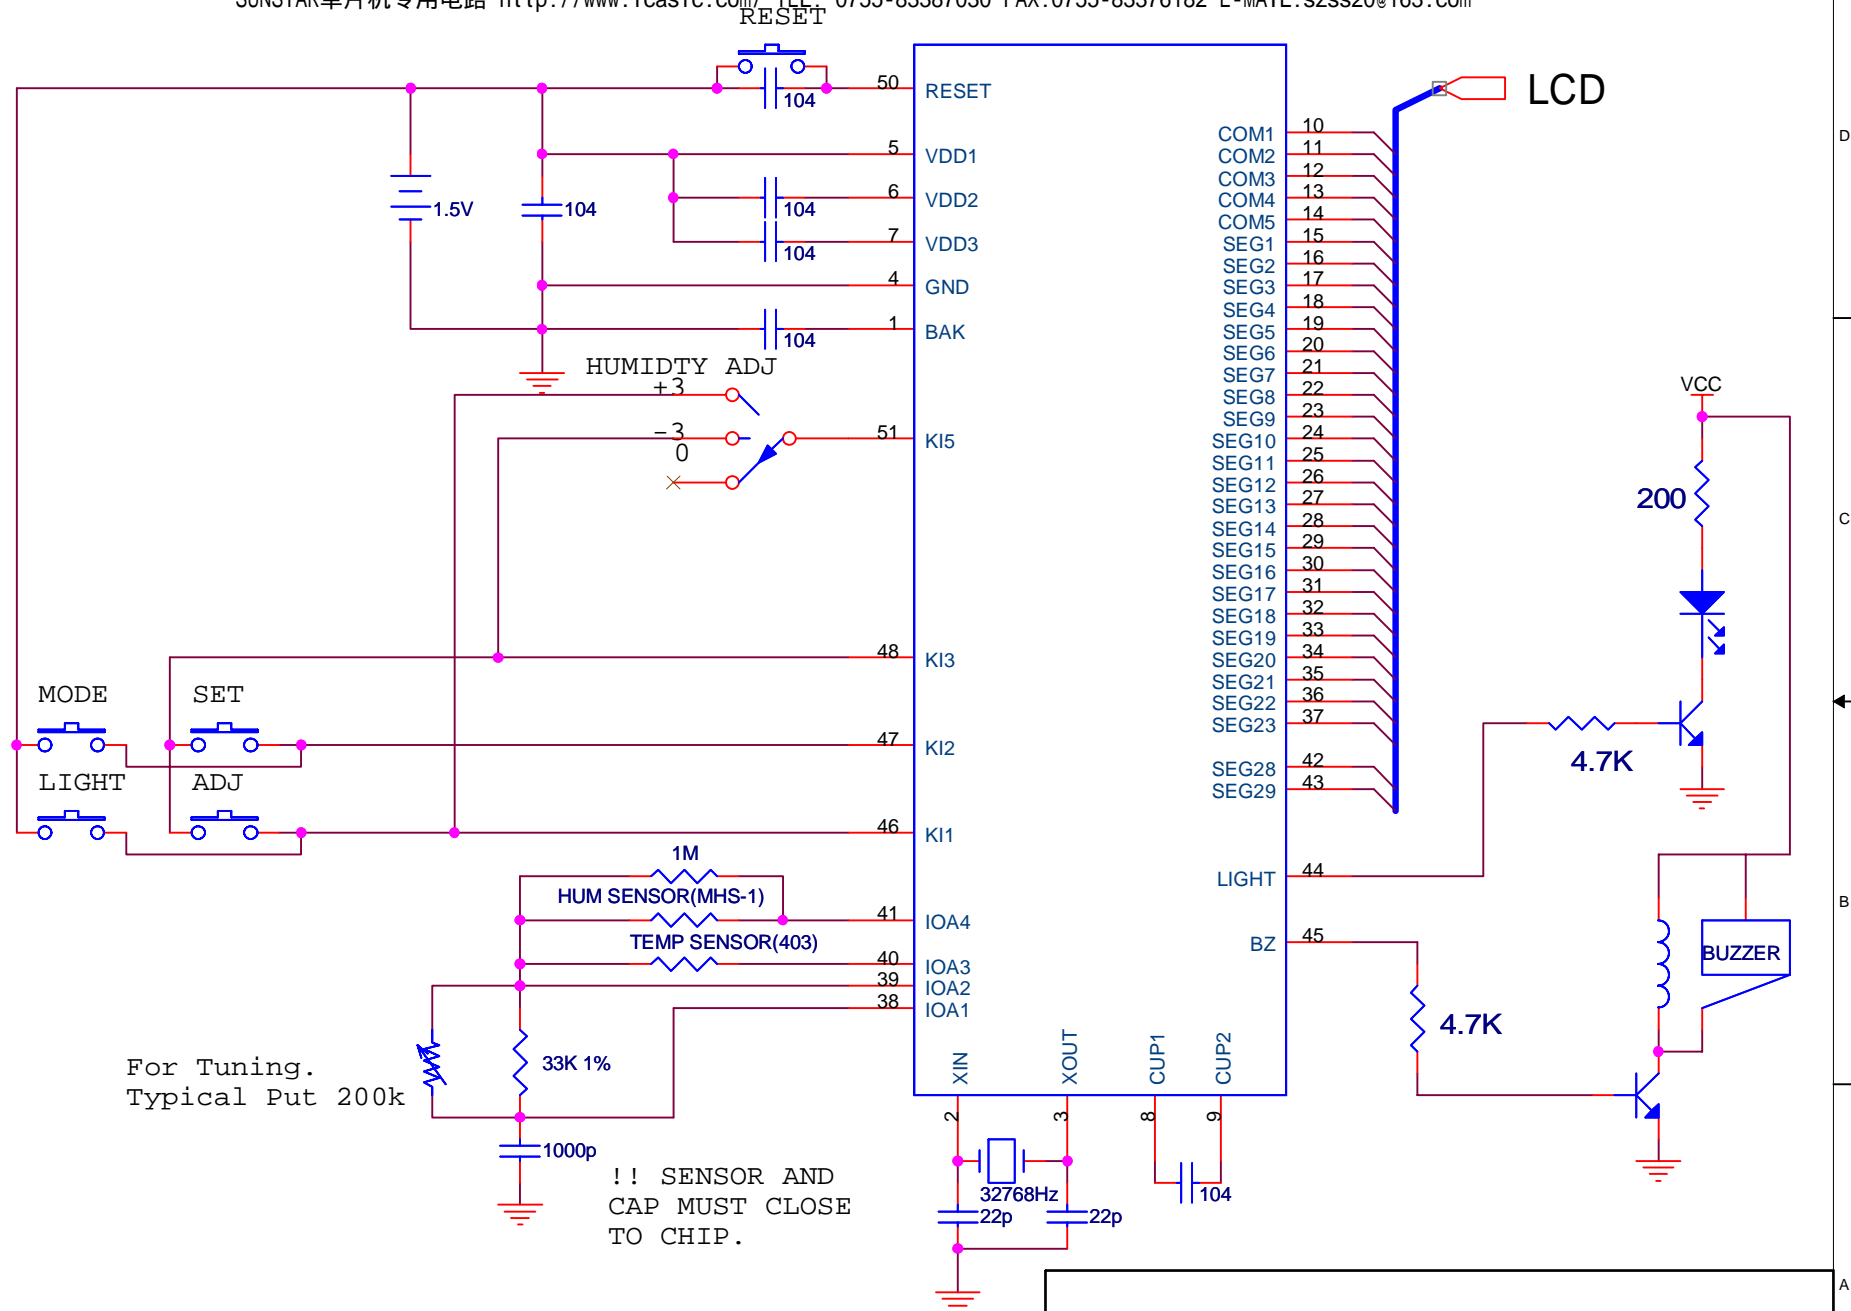 RESET
104
50
RESET
LCD
5
VDD1
6
VDD2
104
7
VDD3
104
1.5V
104
4
GND
1
BAK
104
HUMIDTY ADJ
+3
-3
0
51
KI5
48
KI3
MODE
SET
47
KI2
LIGHT
ADJ
46
KI1
1M
HUM SENSOR(MHS-1)
41
IOA4
TEMP SENSOR(403)
40
IOA3
39
IOA2
38
IOA1
For Tuning.
Typical Put 200k
33K 1%
1000p
!! SENSOR AND
CAP MUST CLOSE
TO CHIP.
COM1 10
COM2 11
COM3 12
COM4 13
COM5 14
SEG1 15
SEG2 16
SEG3 17
SEG4 18
SEG5 19
SEG6 20
SEG7 21
SEG8 22
SEG9 23
SEG10 24
SEG11 25
SEG12 26
SEG13 27
SEG14 28
SEG15 29
SEG16 30
SEG17 31
SEG18 32
SEG19 33
SEG20 34
SEG21 35
SEG22 36
SEG23 37
SEG28 42
SEG29 43
LIGHT 44
BZ 45
XIN
XOUT
CUP1
CUP2
2
3
8
9
32768Hz
22p
22p
104
VCC
200
4.7K
BUZZER
4.7K
D
C
B
A